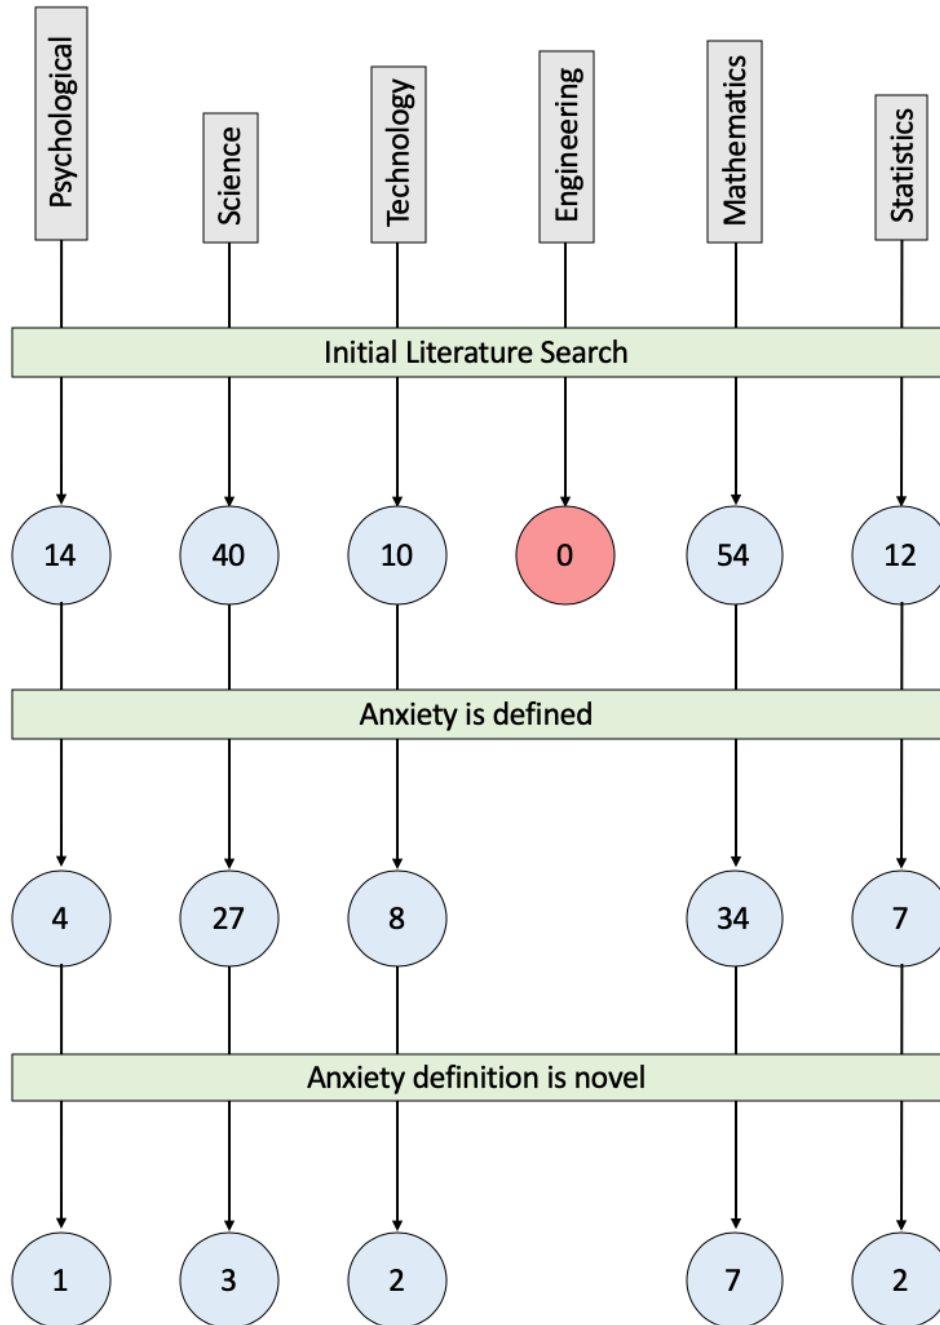 Psychological
Science
Technology
Engineering
Mathematics
Statistics
Initial Literature Search
14
40
10
0
54
12
Anxiety is defined
4
27
8
34
7
Anxiety definition is novel
1
3
2
7
2